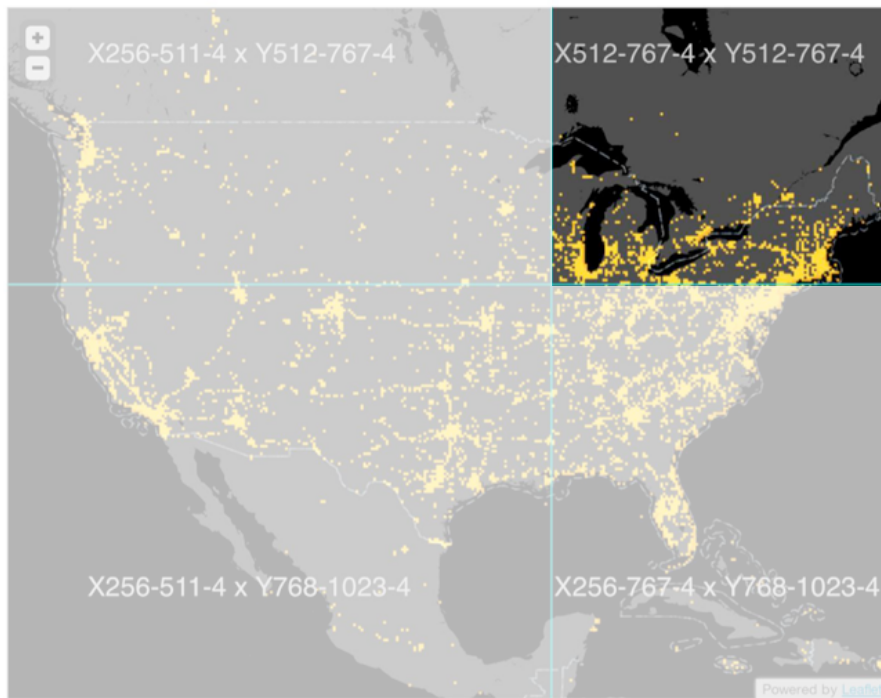 +
X256-511-4 x Y512-767-4
X512-767-4 x Y512-767-4
−
X256-511-4 x Y768-1023-4
X256-767-4 x Y768-1023-4
Powered by Leaflet